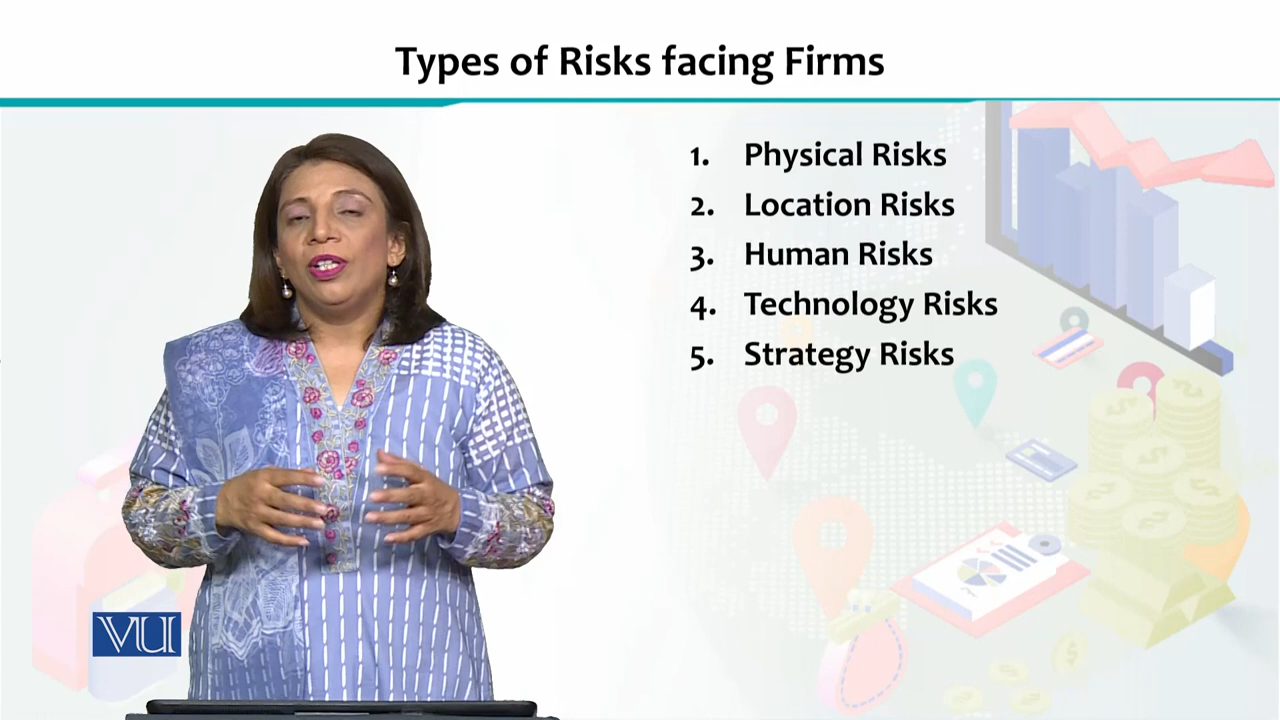 Types of Risks facing Firms
1. Physical Risks
2. Location Risks
3. Human Risks
4. Technology Risks
5. Strategy Risks
VU